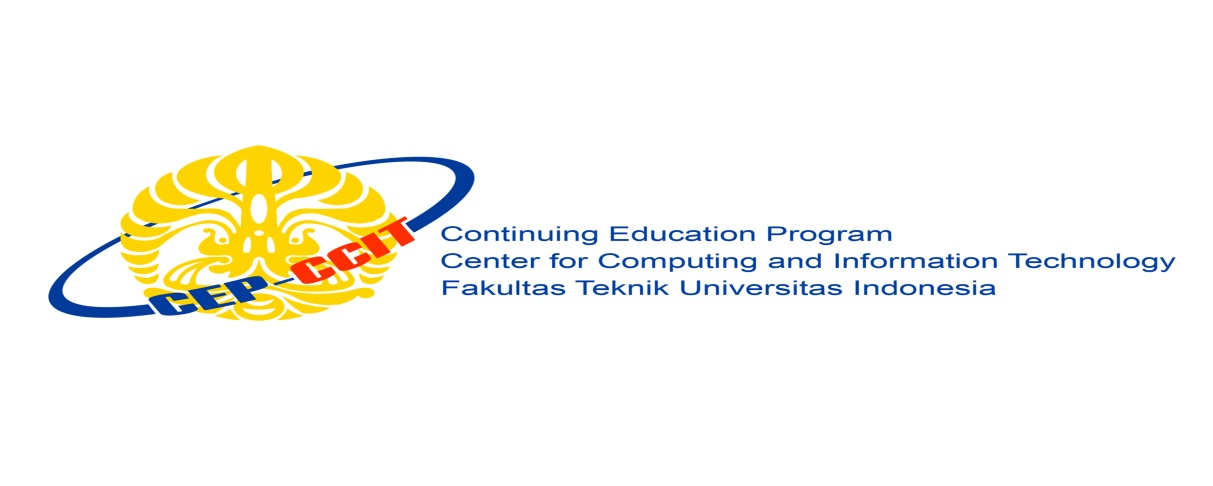 CEP-CCIT
Continuing Education Program
Center for Computing and Information Technology
Fakultas Teknik Universitas Indonesia